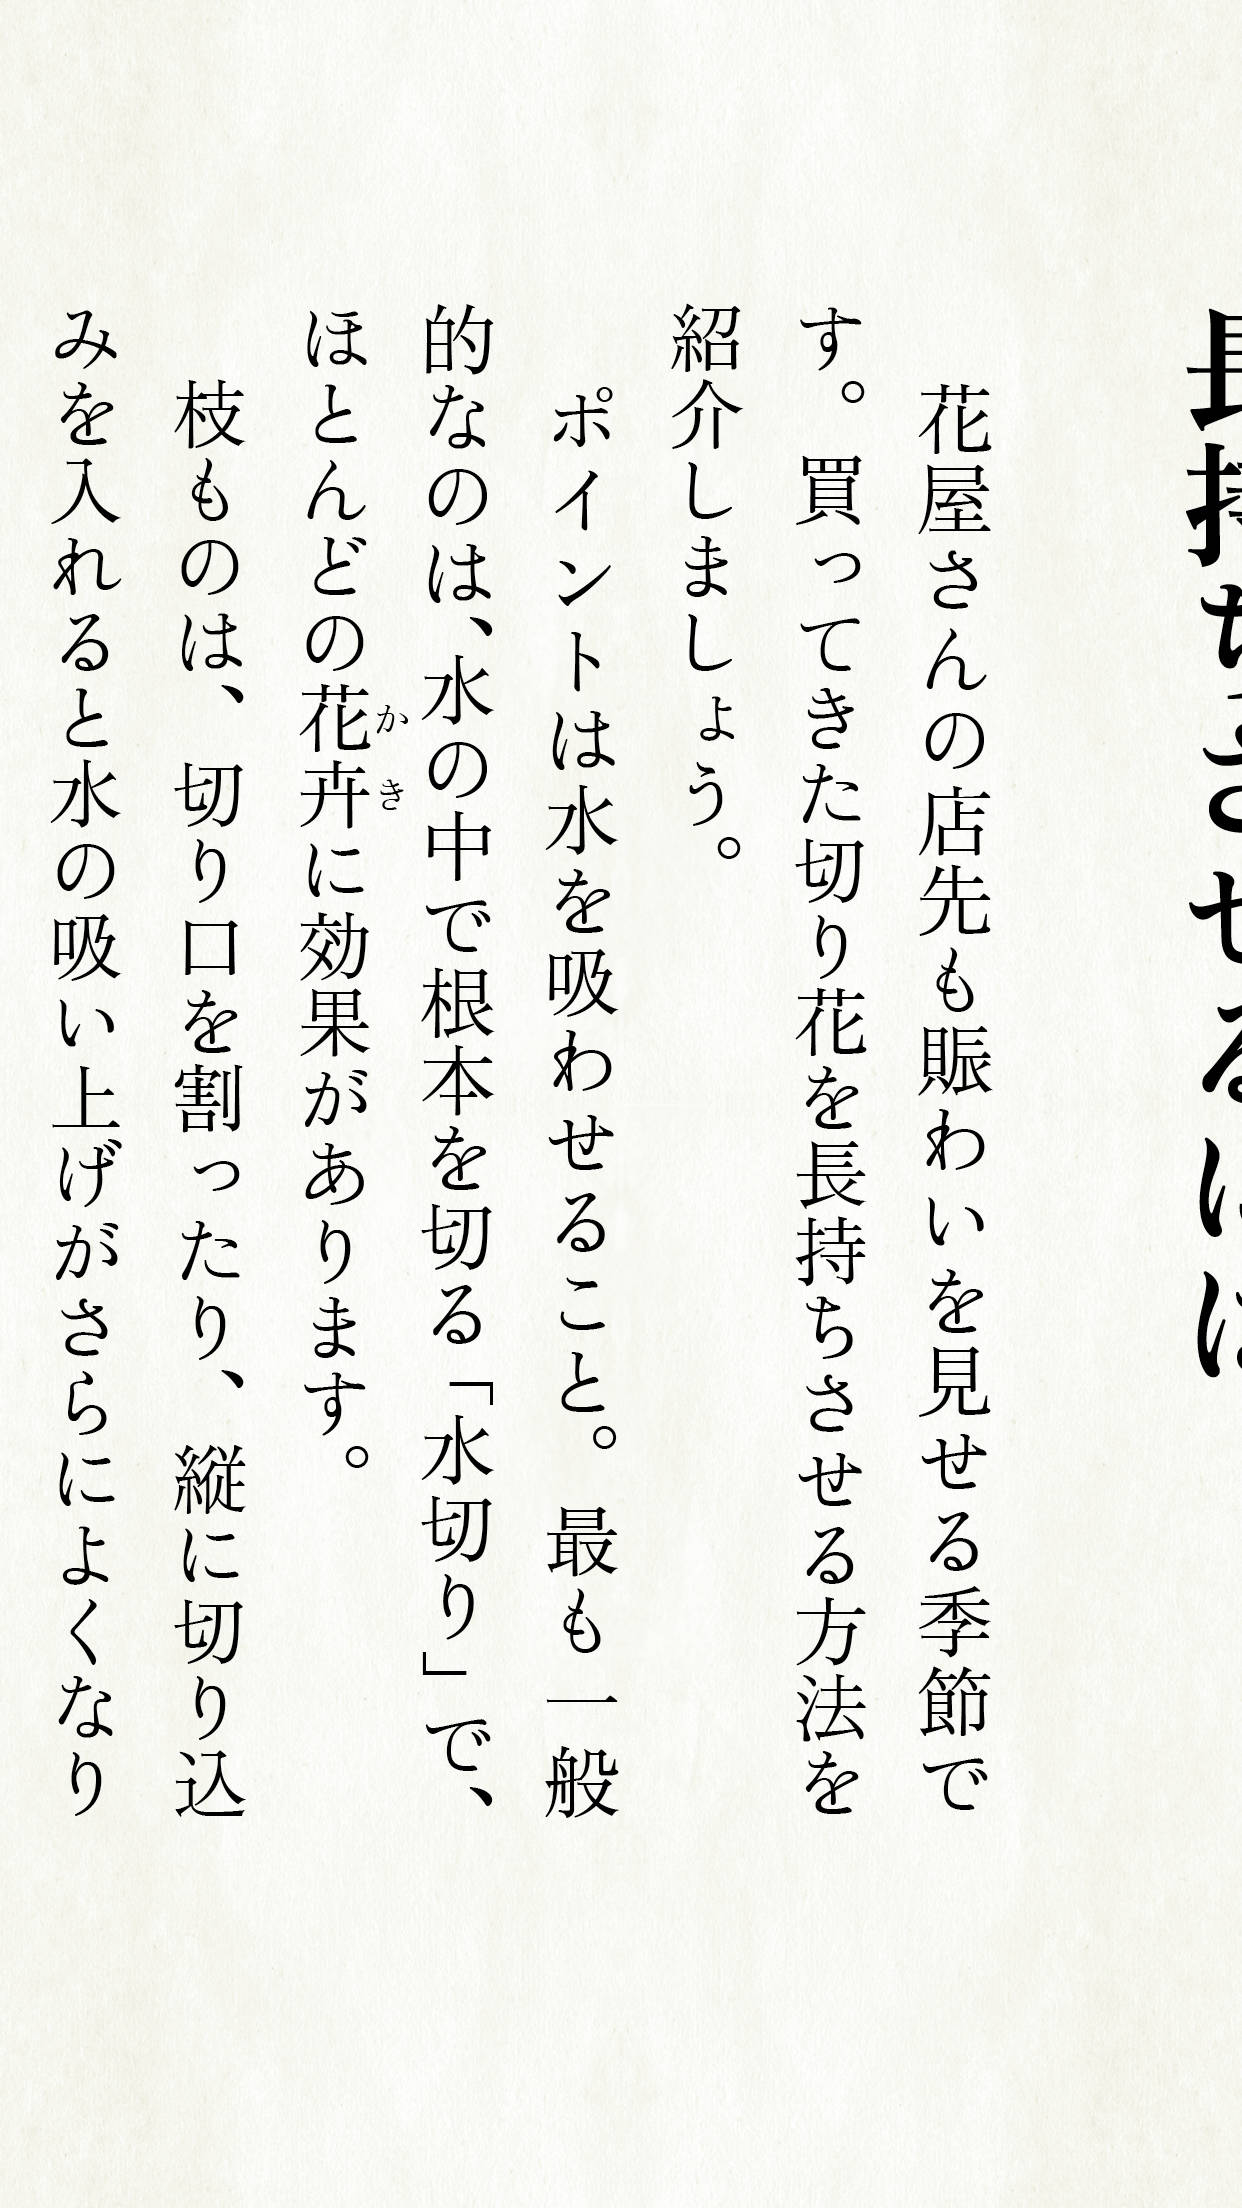 長持ちさせるには
　花屋さんの店先も賑わいを見せる季節で
す。買ってきた切り花を長持ちさせる方法を
紹介しましょう。
　ポイントは水を吸わせること。最も一般
的なのは、水の中で根本を切る「水切り」で、
ほとんどの花卉かきに効果があります。
　枝ものは、切り口を割ったり、縦に切り込
みを入れると水の吸い上げがさらによくなり